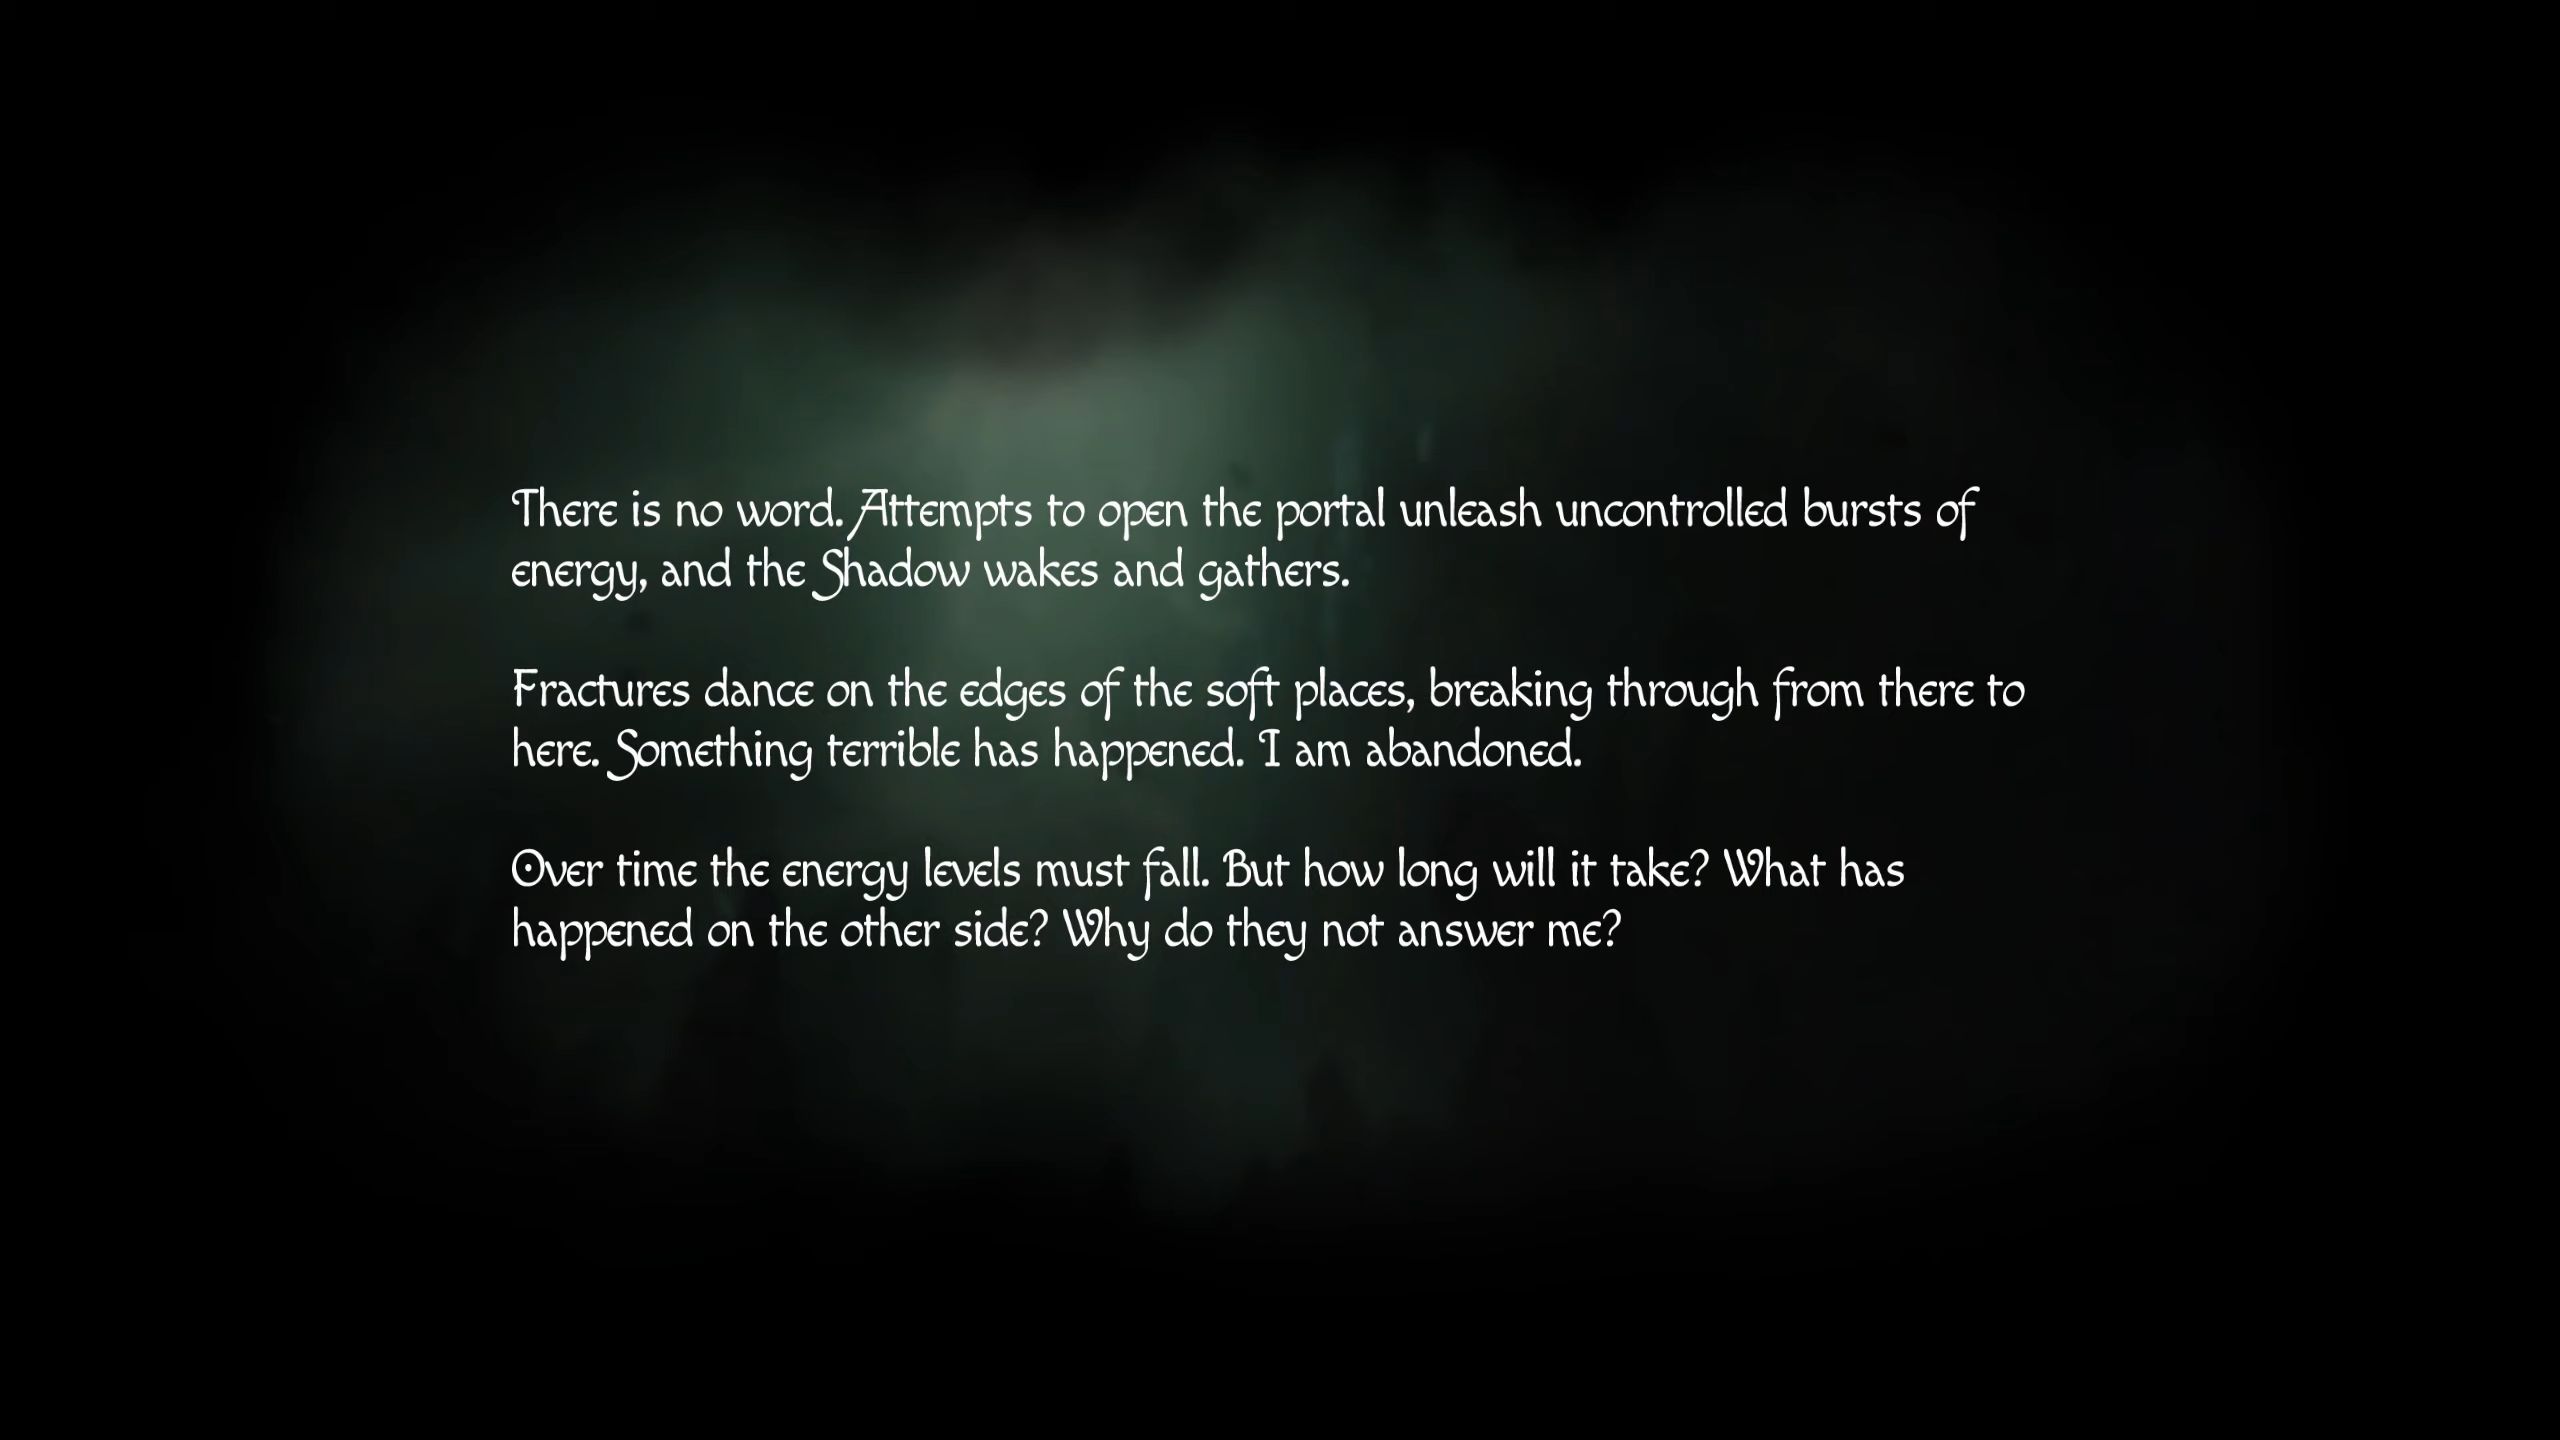 There is no word. Attempts to open the portal unleash uncontrolled bursts of
energy, and the Shadow wakes and gathers.
Fractures dance on the edges of the soft places, breaking through from there to
here. Something terrible has happened. I am abandoned.
Over time the energy levels must fall. But how long will it take? What has
happened on the other side? Why do they not answer me?